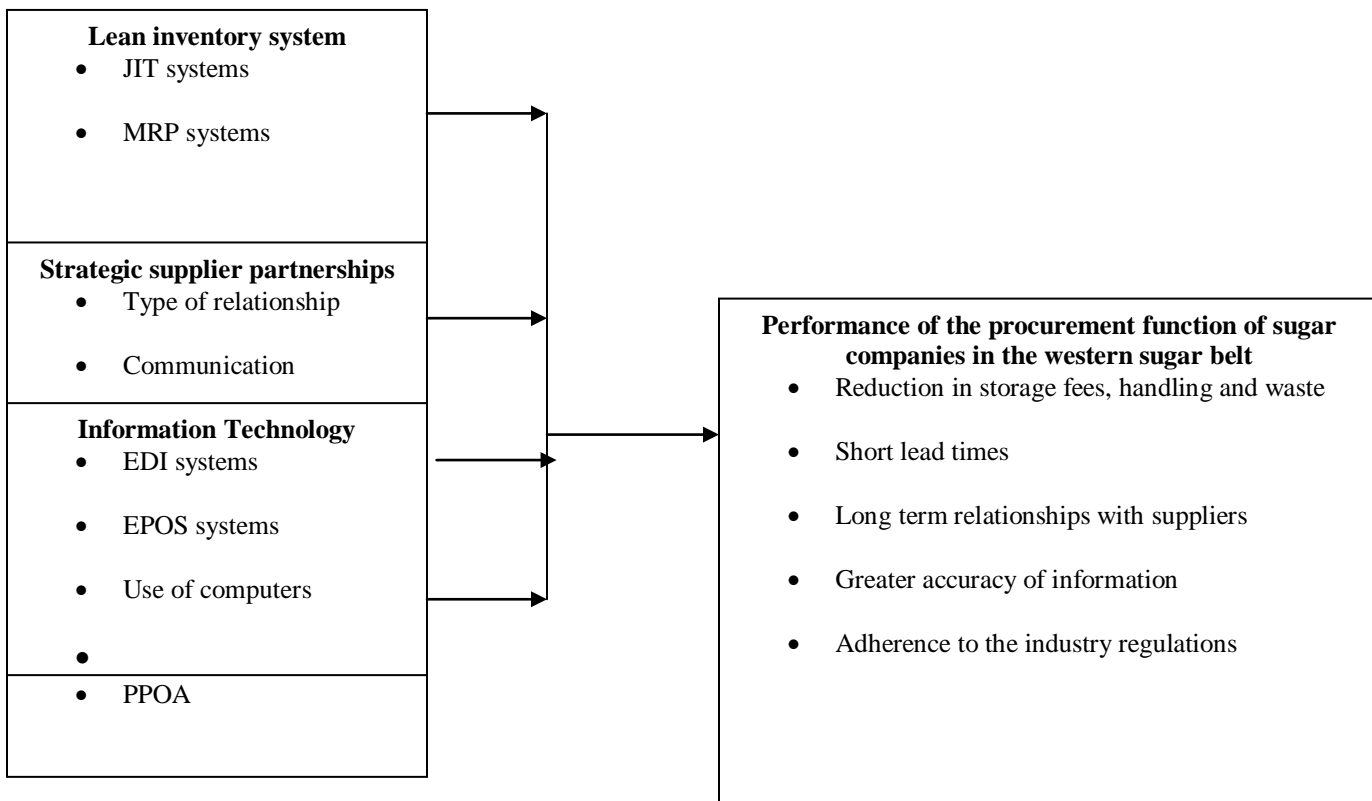 Lean inventory system
• JIT systems
• MRP systems
Strategic supplier partnerships
• Type of relationship
• Communication
Information Technology
• EDI systems
• EPOS systems
• Use of computers
•
• PPOA
Performance of the procurement function of sugar
companies in the western sugar belt
• Reduction in storage fees, handling and waste
• Short lead times
• Long term relationships with suppliers
• Greater accuracy of information
• Adherence to the industry regulations